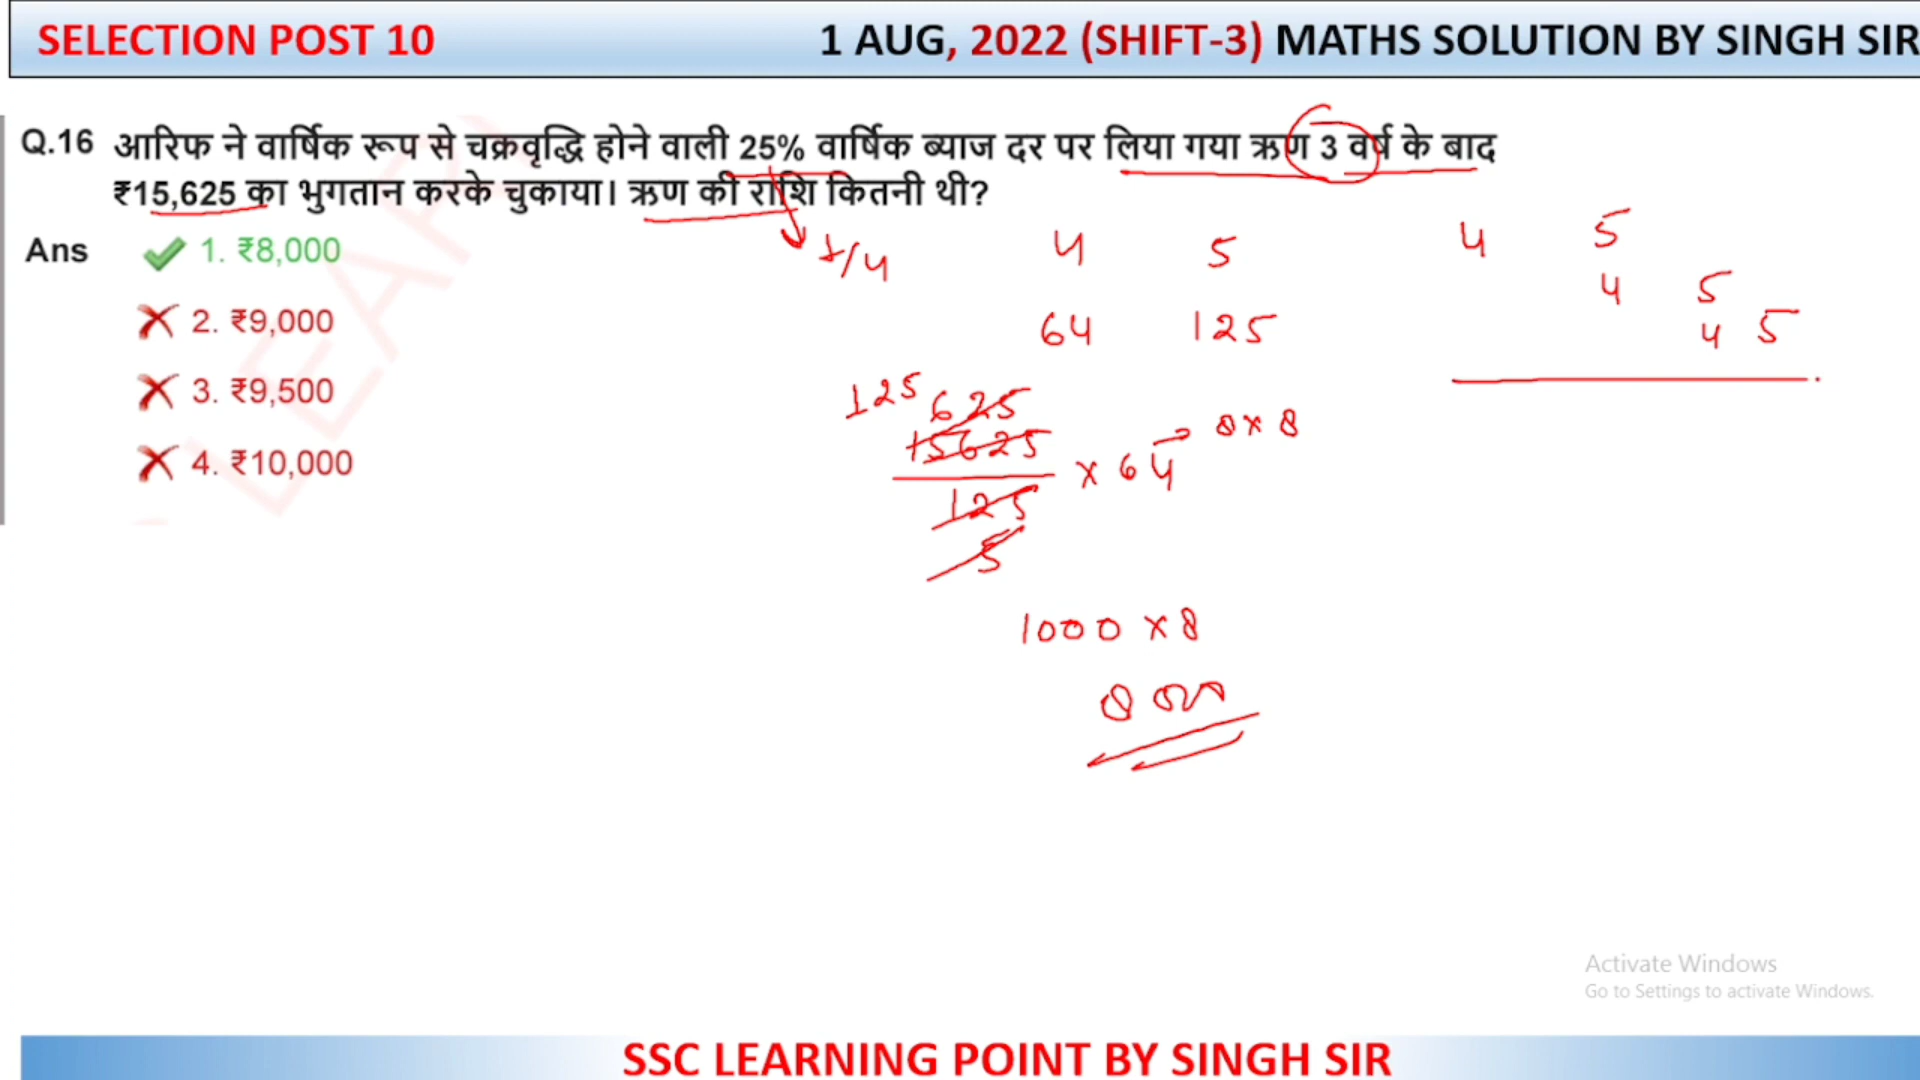 SELECTION POST 10
1 AUG, 2022 (SHIFT-3) MATHS SOLUTION BY SINGH SIR
Q.16 आरिफ ने वार्षिक रूप से चक्रवृद्धि होने वाली 25% वार्षिक ब्याज दर पर लिया गया ऋण 3 वर्ष के बाद
₹15,625 का भुगतान करके चुकाया। ऋण की राशि कितनी थी?
Ans 1. ₹8,000
2. ₹9,000
3. ₹9,500
4. ₹10,000
1/4
4 5
64 125
4 5
4 5
4 5
125 625
15625
× 64 8 × 8
125
5
1000 × 8
Activate Windows
Go to Settings to activate Windows.
SSC LEARNING POINT BY SINGH SIR